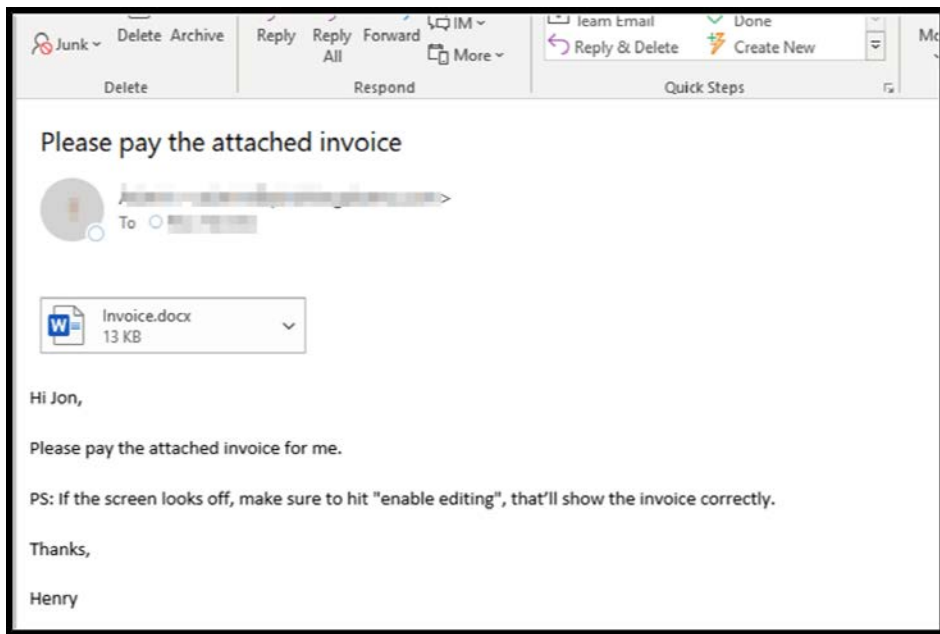 Junk
Delete
Archive
Reply
Reply All
Forward
IM
More
Team Email
Reply & Delete
Done
Create New
Delete
Respond
Quick Steps
Please pay the attached invoice
To
Invoice.docx
13 KB
Hi Jon,
Please pay the attached invoice for me.
PS: If the screen looks off, make sure to hit "enable editing", that'll show the invoice correctly.
Thanks,
Henry